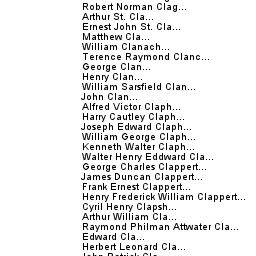 Robert Norman Clag...
Arthur St. Cla...
Ernest John St. Cla...
Matthew Cla...
William Clanach...
Terence Raymond Clanc...
George Clan...
Henry Clan...
William Sarsfield Clan...
John Clan...
Alfred Victor Claph...
Harry Cautley Claph...
Joseph Edward Claph...
William George Claph...
Kenneth Walter Claph...
Walter Henry Eddward Cla...
George Charles Clappert...
James Duncan Clappert...
Frank Ernest Clappert...
Henry Frederick William Clappert...
Cyril Henry Clapsh...
Arthur William Cla...
Raymond Philman Attwater Cla...
Edward Cla...
Herbert Leonard Cla...
John Patrick Cla...